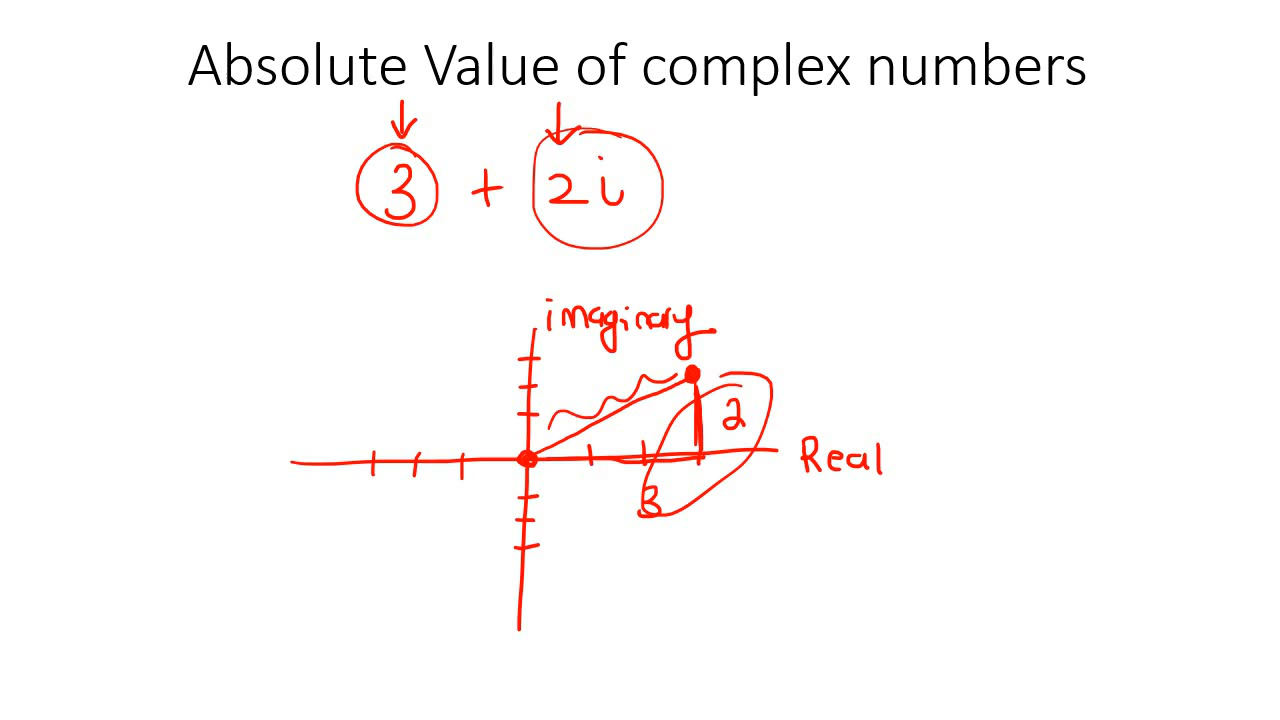 Absolute Value of complex numbers
3 + 2i
imaginary
2
Real
3